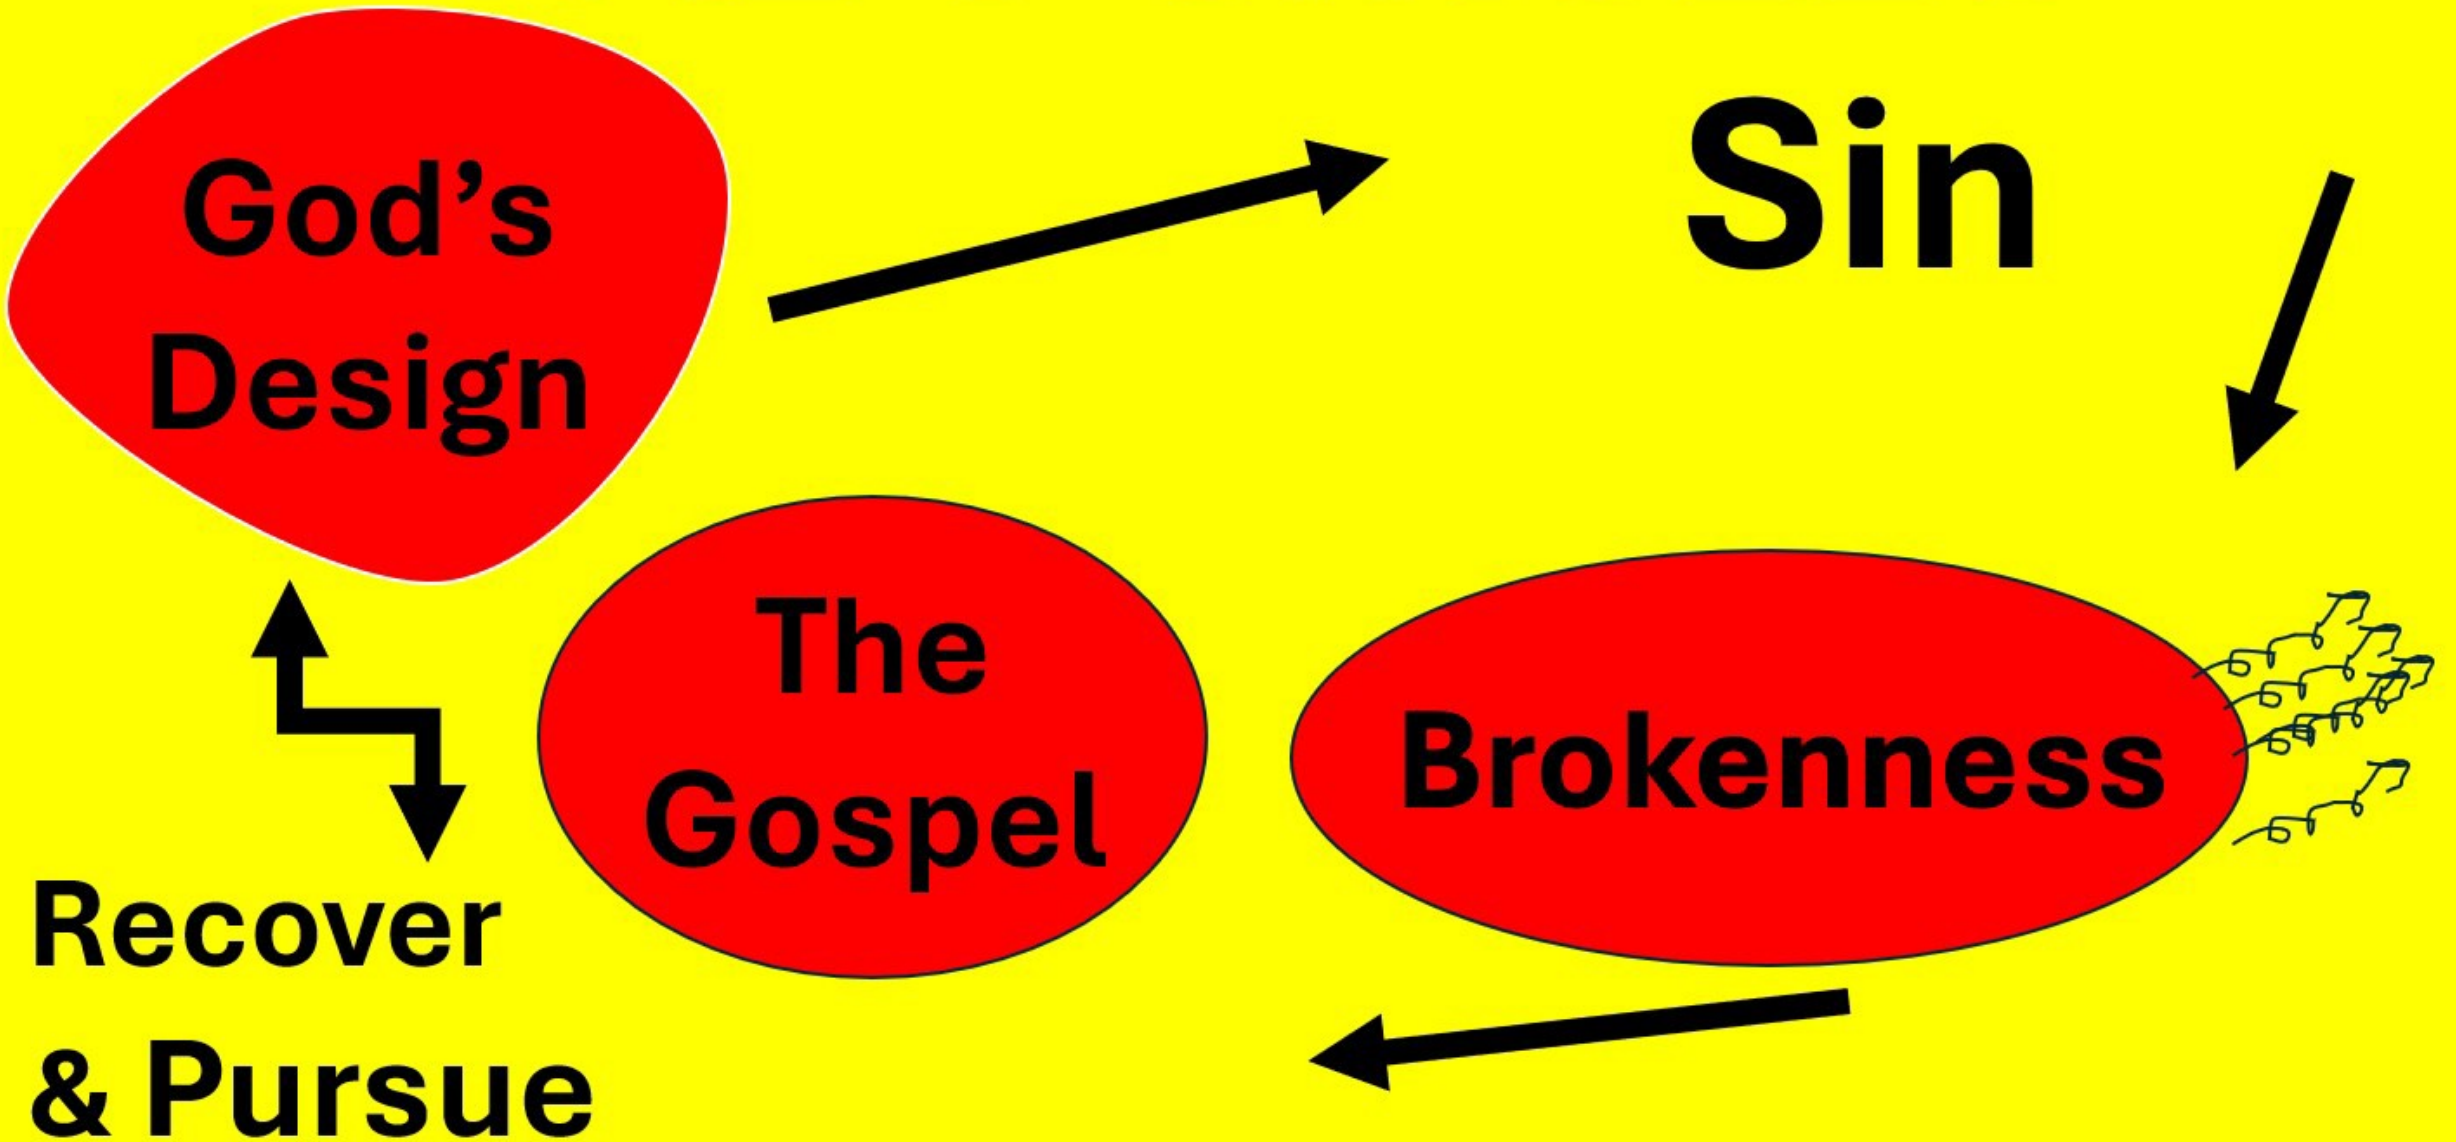 God’s
Design
Sin
The
Gospel
Brokenness
Recover
& Pursue